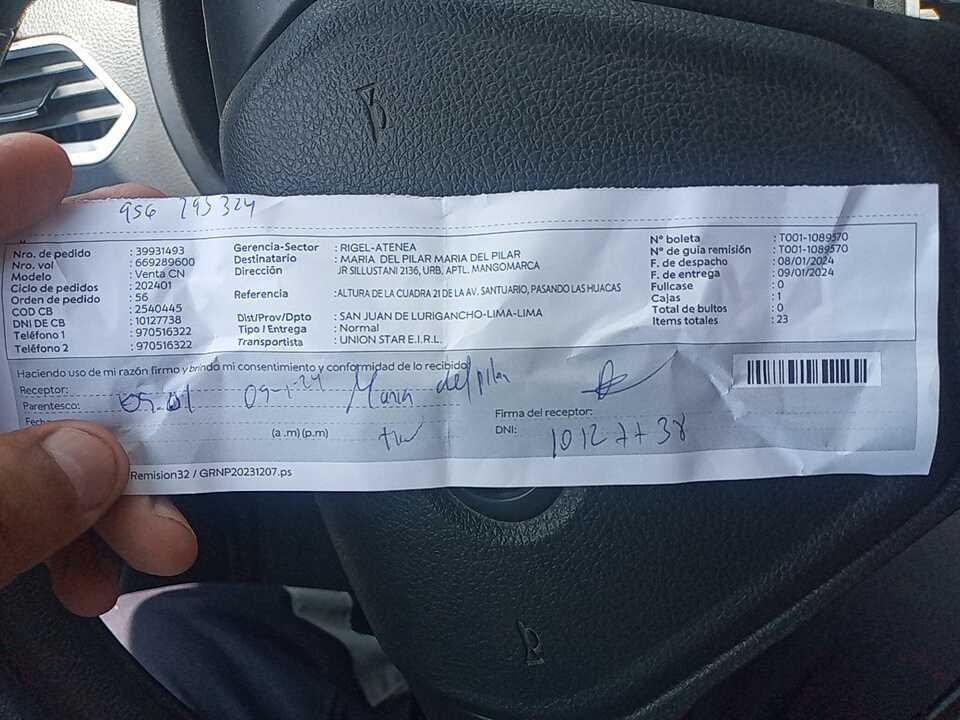 956 295324
Nro. de pedido : 39931493
Nro. vol : 669289600
Modelo : Venta CN
Ciclo de pedidos : 202401
Orden de pedido : 56
COD CB : 2540445
DNI DE CB : 10127738
Teléfono 1 : 970516322
Teléfono 2 : 970516322
Gerencia-Sector : RIGEL-ATENEA
Destinatario : MARIA DEL PILAR MARIA DEL PILAR
Dirección JR SILLUSTANI 2136, URB, APTL. MANGOMARCA
Referencia :ALTURA DE LA CUADRA 21 DE LA AV. SANTUARIO, PASANDO LAS HUACAS
Dist/Prov/Dpto : SAN JUAN DE LURIGANCHO-LIMA-LIMA
Tipo / Entrega : Normal
Transportista : UNION STAR E.I.R.L.
N° boleta : T001-1089570
N° de guia remisión : T001-1089570
F. de despacho : 08/01/2024
F. de entrega : 09/01/2024
Fullcase : 0
Cajas : 1
Total de bultos : 0
Items totales : 23
Haciendo uso de mi razón firmo y brindo mi consentimiento y conformidad de lo recibido
Receptor:
Parentesco: 09-1-24 Maria del pilar
Fecha
(a .m) (p.m)
Firma del receptor:
DNI: 10127738
Remision32 / GRNP20231207.ps